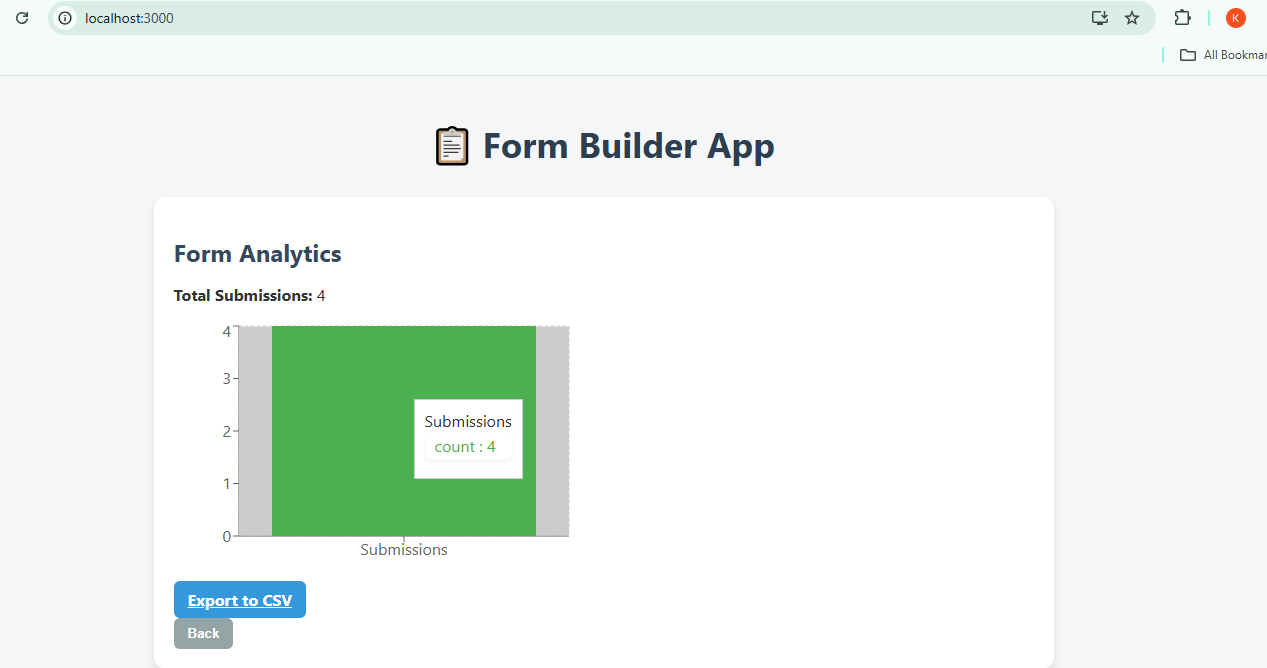 localhost:3000
K
All Bookmar
Form Builder App
Form Analytics
Total Submissions: 4
4
3
2
1
0
Submissions
count : 4
Submissions
Export to CSV
Back